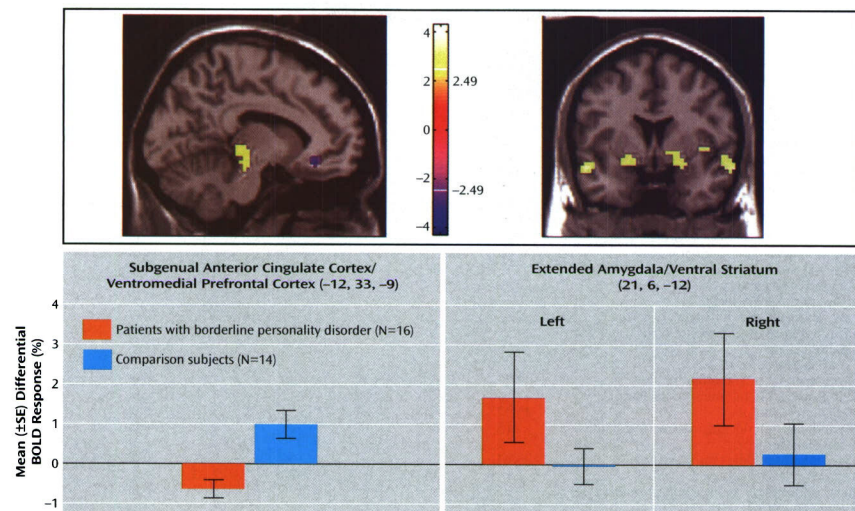 4
2
0
−2
−4
2.49
−2.49
Subgenual Anterior Cingulate Cortex/
Ventromedial Prefrontal Cortex (–12, 33, –9)
Patients with borderline personality disorder (N=16)
Comparison subjects (N=14)
Extended Amygdala/Ventral Striatum
(21, 6, –12)
Left
Right
Mean (±SE) Differential
BOLD Response (%)
4
3
2
1
0
–1